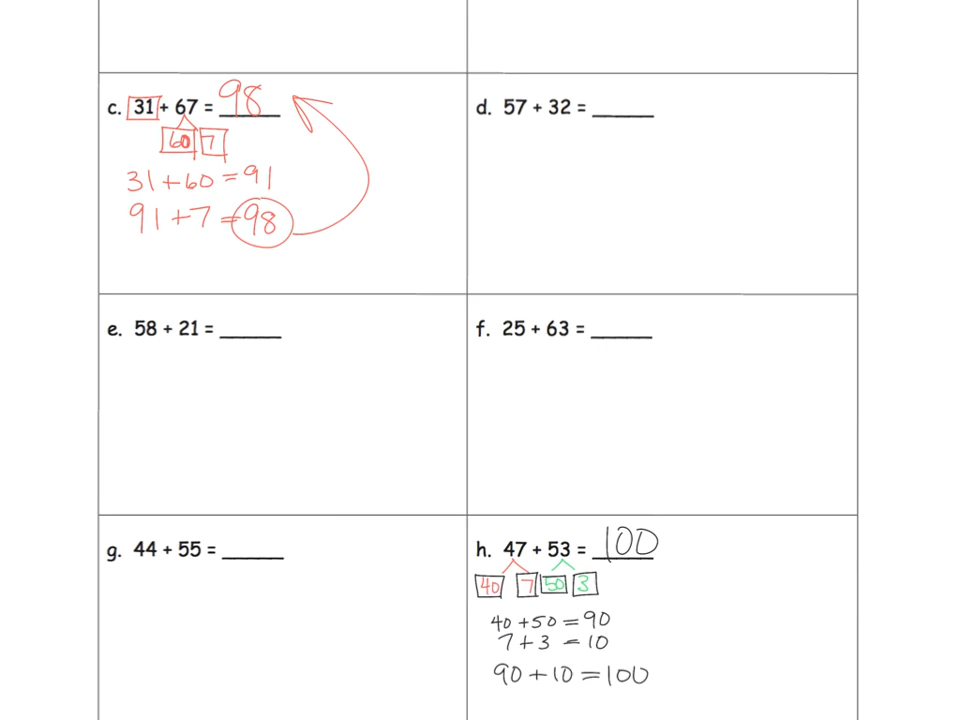 c. 31 + 67 = 98
60 7
31 + 60 = 91
91 + 7 = 98
d. 57 + 32 = ______
e. 58 + 21 = ______
f. 25 + 63 = ______
g. 44 + 55 = ______
h. 47 + 53 = 100
40 7 50 3
40 + 50 = 90
7 + 3 = 10
90 + 10 = 100